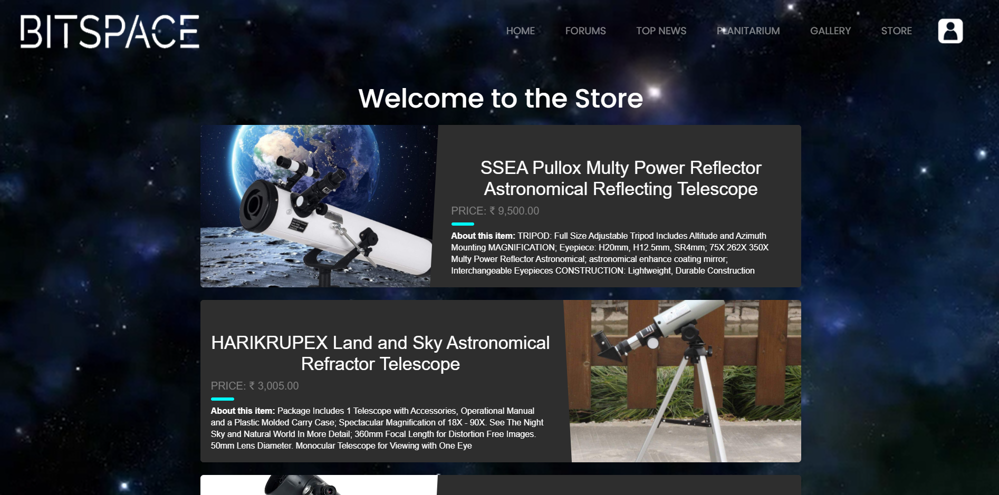 BITSPACE
HOME FORUMS TOP NEWS PLANITARIUM GALLERY STORE
Welcome to the Store
SSEA Pullox Multy Power Reflector
Astronomical Reflecting Telescope
PRICE: ₹ 9,500.00
About this item: TRIPOD: Full Size Adjustable Tripod Includes Altitude and Azimuth
Mounting MAGNIFICATION; Eyepiece: H20mm, H12.5mm, SR4mm; 75X 262X 350X
Multy Power Reflector Astronomical; astronomical enhance coating mirror;
Interchangeable Eyepieces CONSTRUCTION: Lightweight, Durable Construction
HARIKRUPEX Land and Sky Astronomical
Refractor Telescope
PRICE: ₹ 3,005.00
About this item: Package Includes 1 Telescope with Accessories, Operational Manual
and a Plastic Molded Carry Case; Spectacular Magnification of 18X - 90X. See The Night
Sky and Natural World In More Detail; 360mm Focal Length for Distortion Free Images.
50mm Lens Diameter. Monocular Telescope for Viewing with One Eye